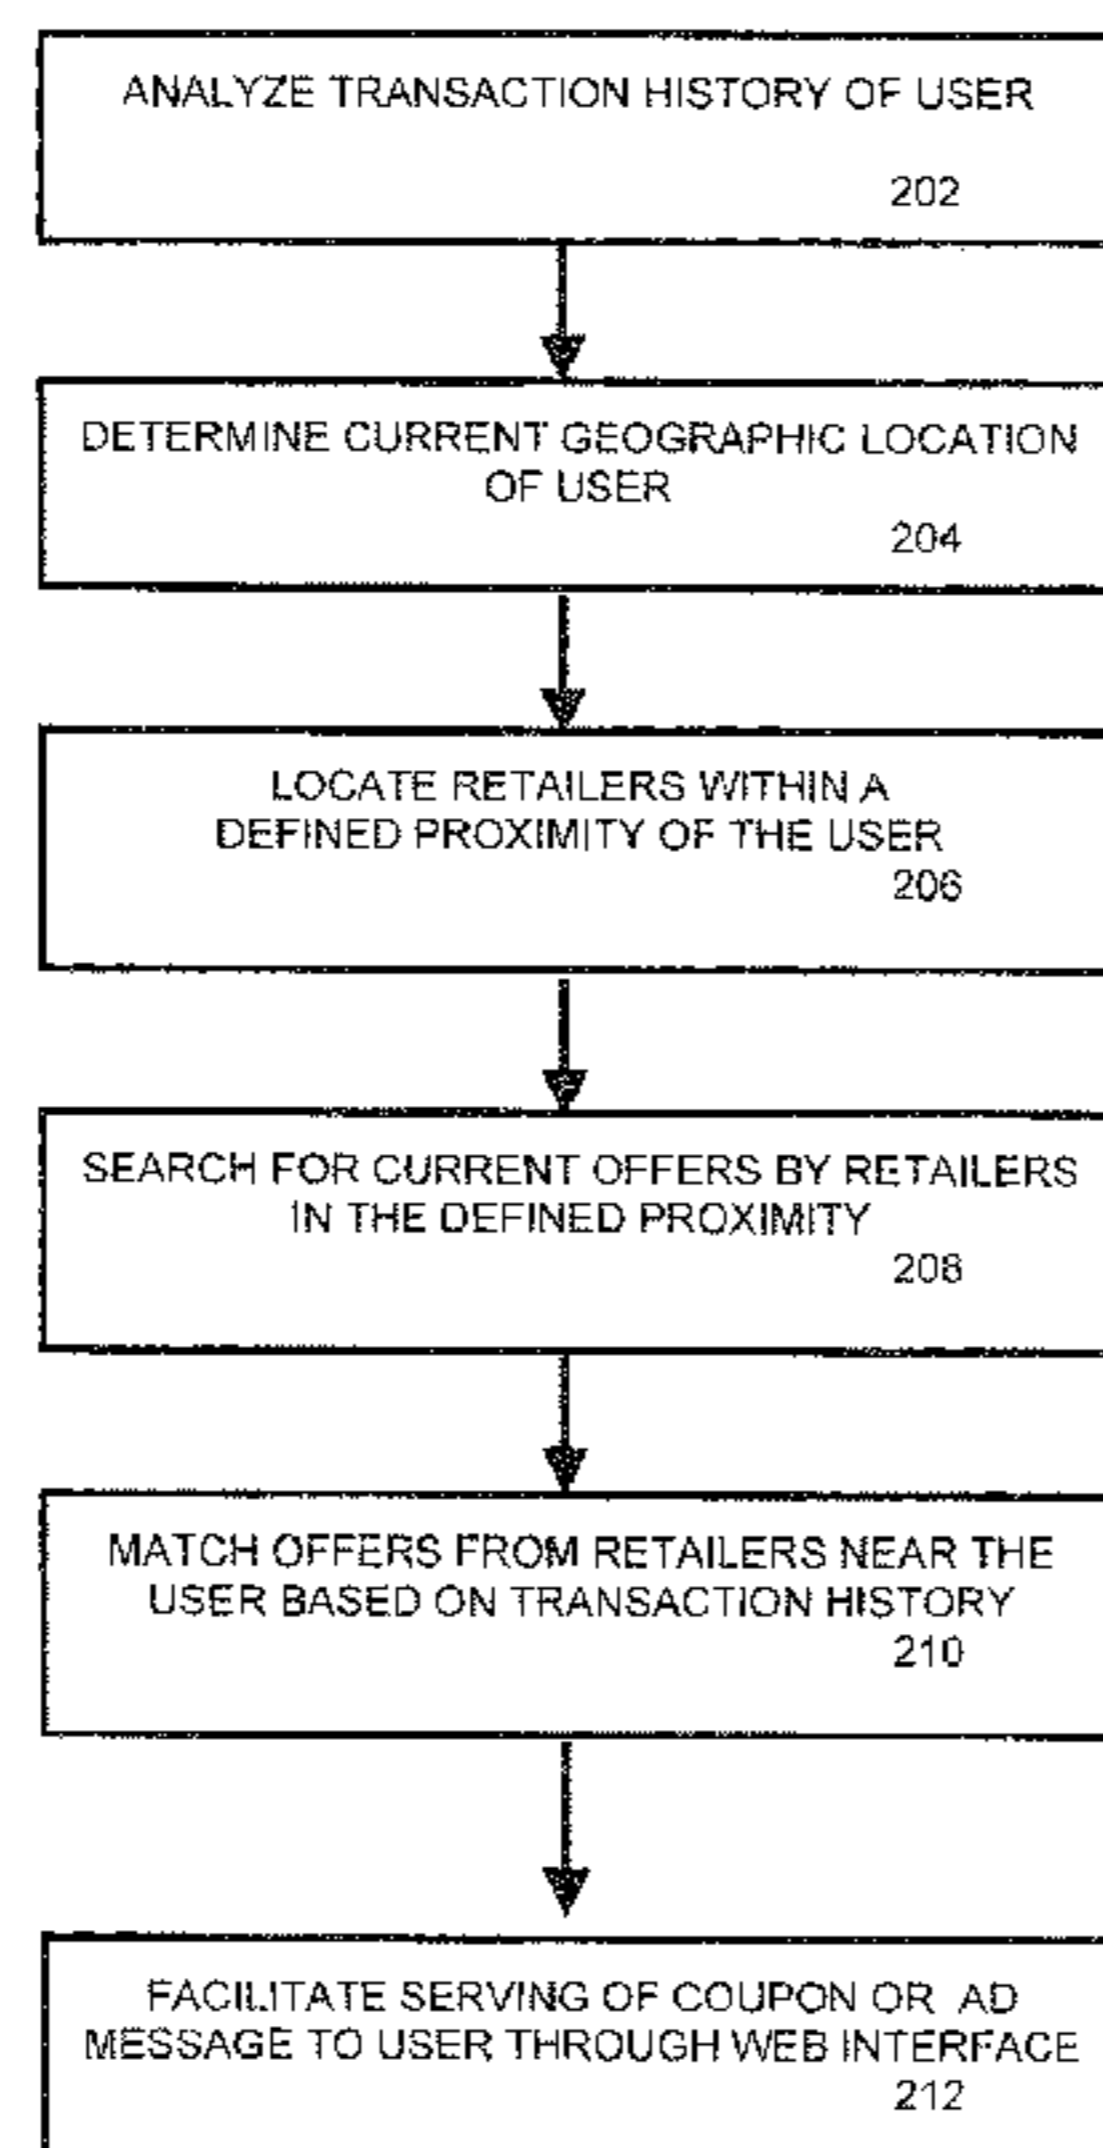 ANALYZE TRANSACTION HISTORY OF USER
202
DETERMINE CURRENT GEOGRAPHIC LOCATION
OF USER
204
LOCATE RETAILERS WITHIN A
DEFINED PROXIMITY OF THE USER
206
SEARCH FOR CURRENT OFFERS BY RETAILERS
IN THE DEFINED PROXIMITY
208
MATCH OFFERS FROM RETAILERS NEAR THE
USER BASED ON TRANSACTION HISTORY
210
FACILITATE SERVING OF COUPON OR AD
MESSAGE TO USER THROUGH WEB INTERFACE
212